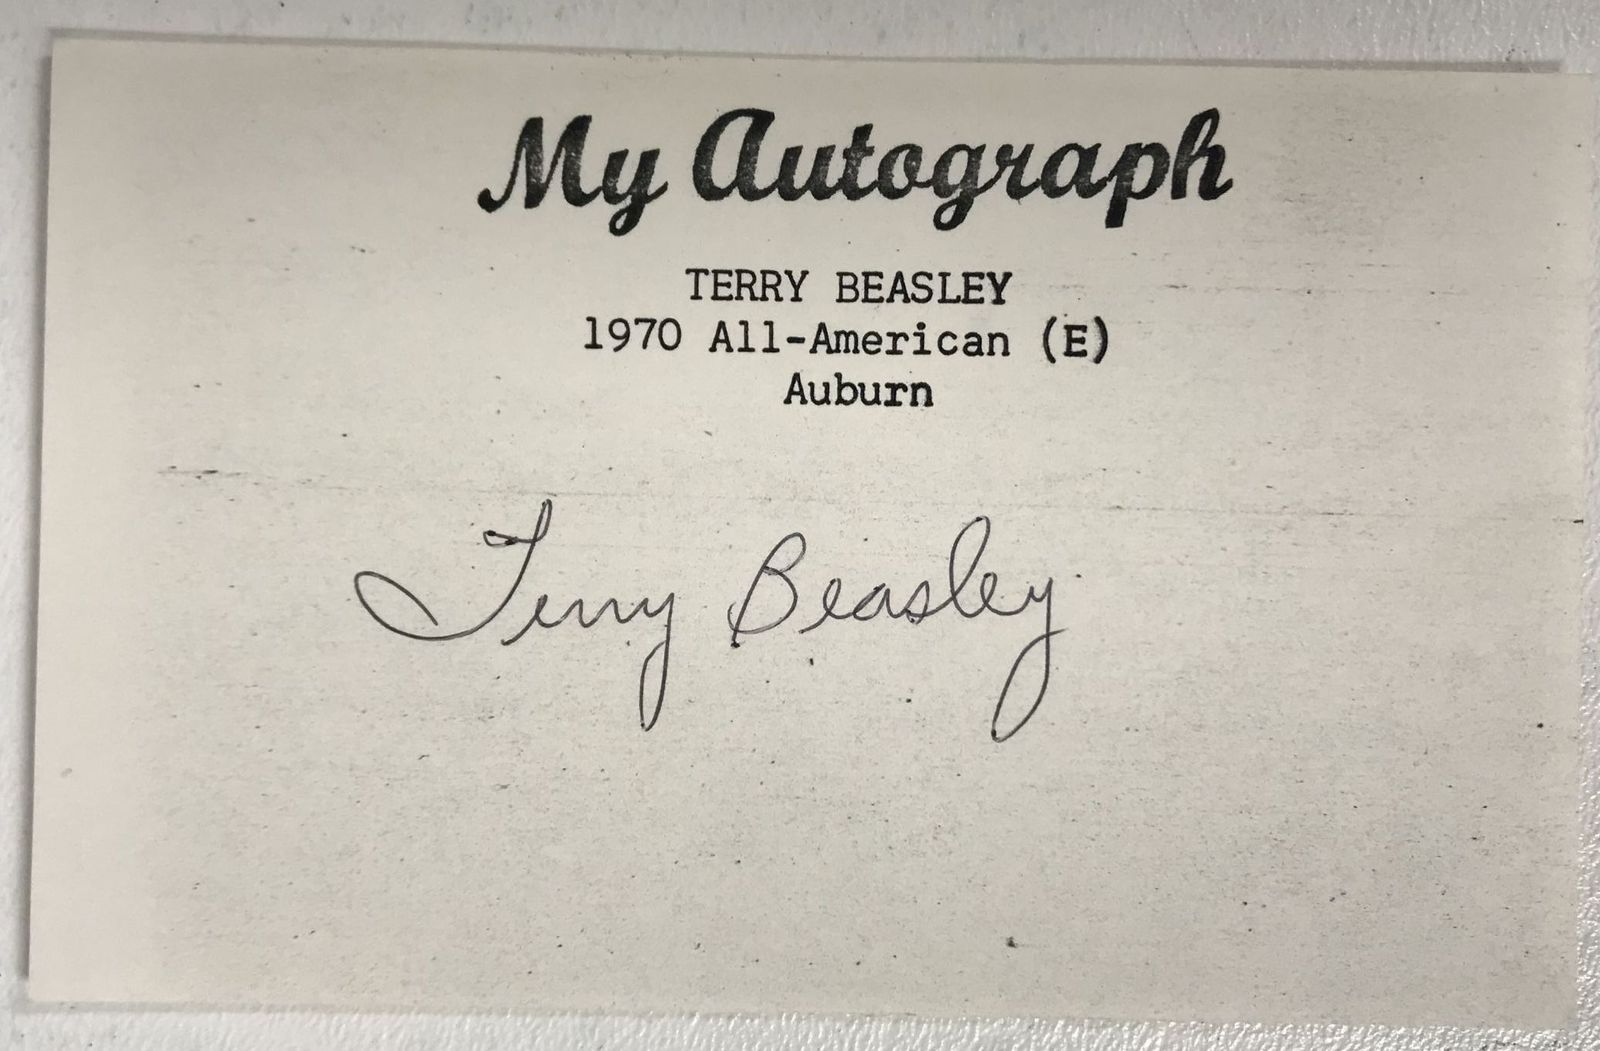 My Autograph
TERRY BEASLEY
1970 All-American (E)
Auburn
Terry Beasley